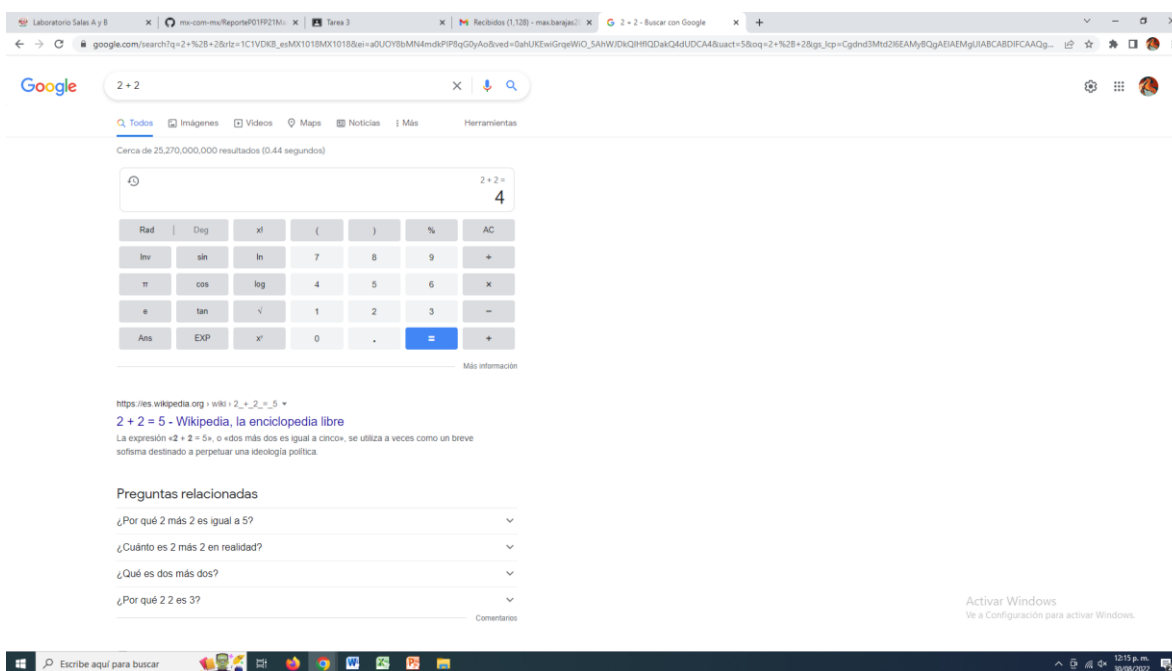 Laboratorio Salas A y B
mx-com-mx/ReporteP01FP21Ma
Tarea 3
Recibidos (1,128) - max.barajas2
2 + 2 - Buscar con Google
Google
2 + 2
Todos Imágenes Videos Maps Noticias Más Herramientas
Cerca de 25,270,000,000 resultados (0.44 segundos)
2 + 2 =
4
Rad | Deg x! ( ) % AC
Inv sin ln 7 8 9 ÷
π cos log 4 5 6 ×
e tan √ 1 2 3 −
Ans EXP xʸ 0 . = +
Más información
https://es.wikipedia.org › wiki › 2_+_2_=_5
2 + 2 = 5 - Wikipedia, la enciclopedia libre
La expresión «2 + 2 = 5», o «dos más dos es igual a cinco», se utiliza a veces como un breve
sofisma destinado a perpetuar una ideología política.
Preguntas relacionadas
¿Por qué 2 más 2 es igual a 5?
¿Cuánto es 2 más 2 en realidad?
¿Qué es dos más dos?
¿Por qué 2 2 es 3?
Comentarios
Activar Windows
Ve a Configuración para activar Windows.
Escribe aquí para buscar
12:15 p. m.
30/08/2022